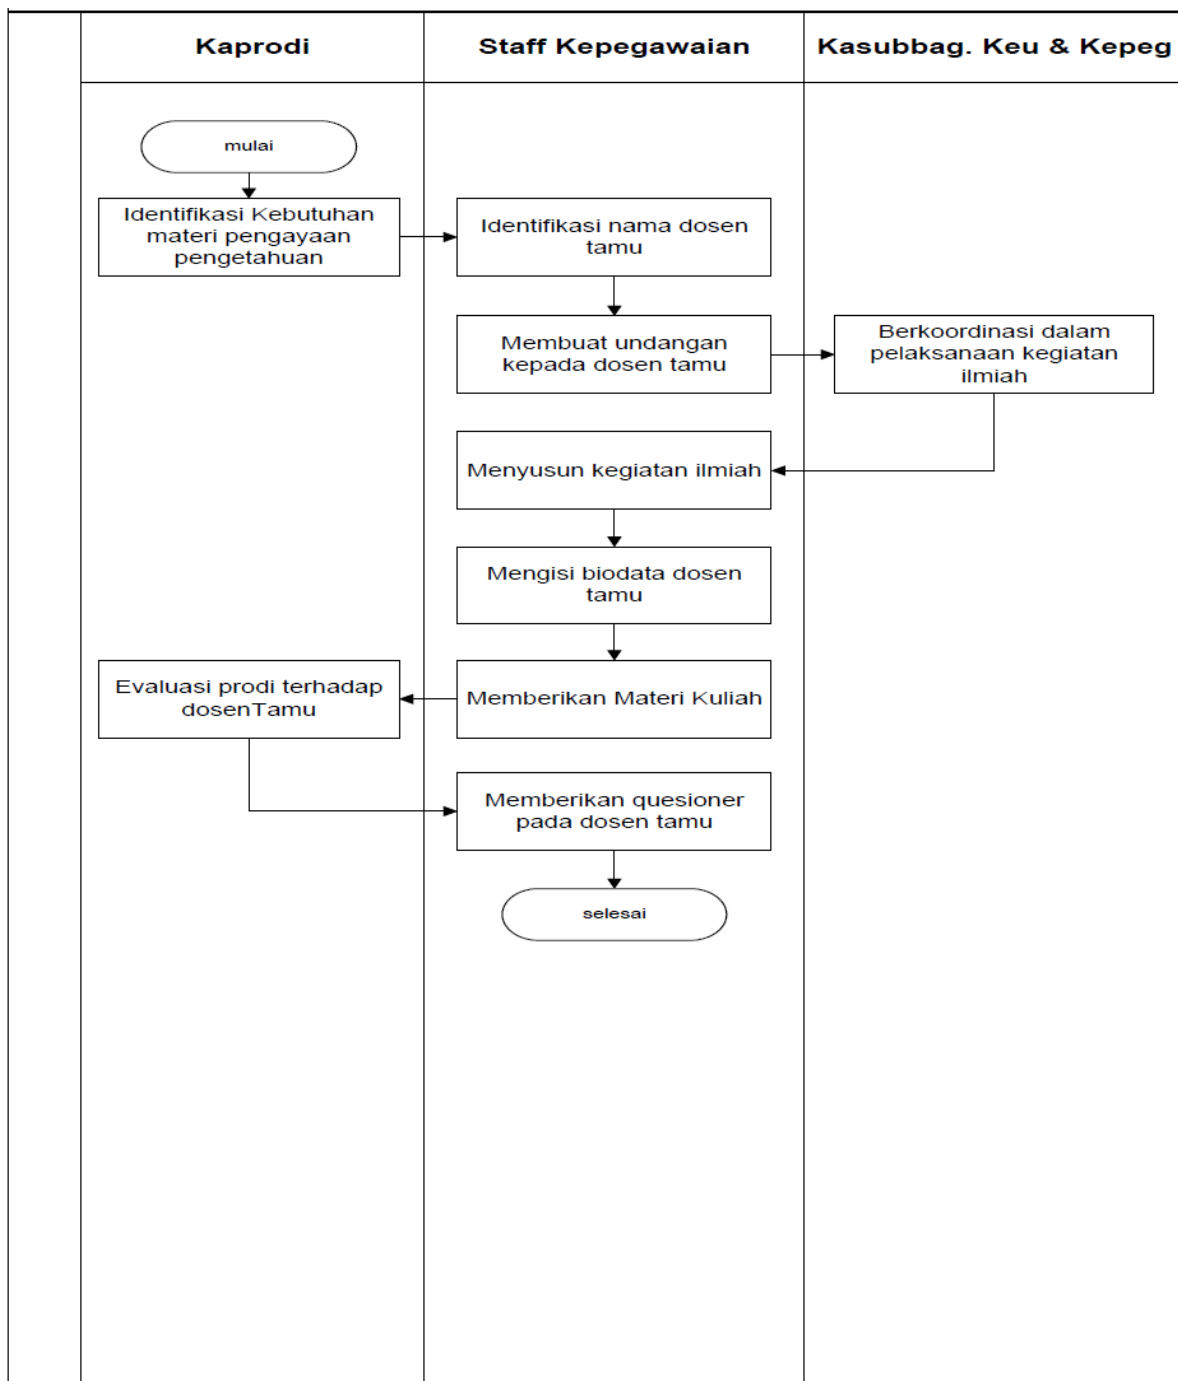 Kaprodi
Staff Kepegawaian
Kasubbag. Keu & Kepeg
mulai
Identifikasi Kebutuhan
materi pengayaan
pengetahuan
Identifikasi nama dosen
tamu
Membuat undangan
kepada dosen tamu
Berkoordinasi dalam
pelaksanaan kegiatan
ilmiah
Menyusun kegiatan ilmiah
Mengisi biodata dosen
tamu
Memberikan Materi Kuliah
Evaluasi prodi terhadap
dosenTamu
Memberikan quesioner
pada dosen tamu
selesai